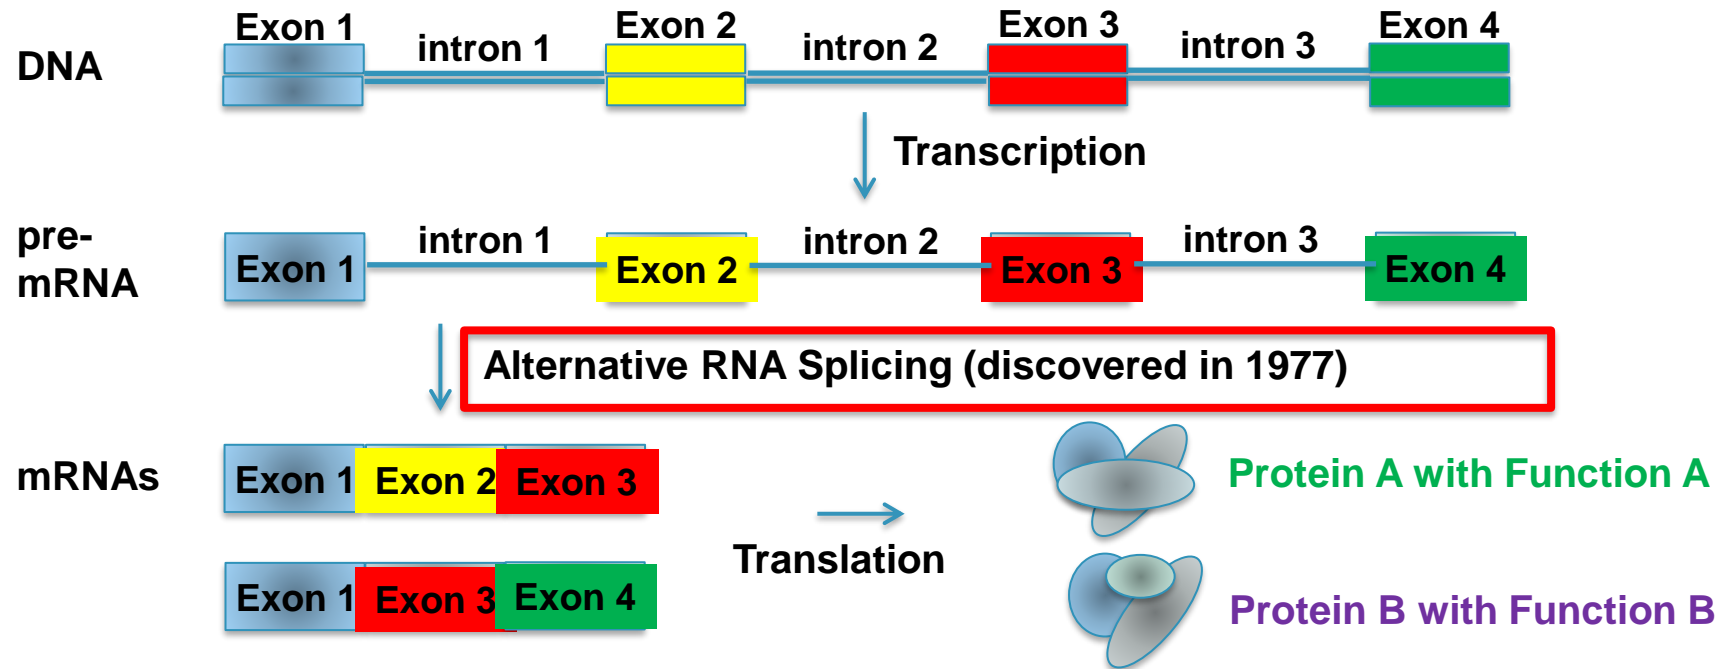 Exon 1
intron 1
Exon 2
intron 2
Exon 3
intron 3
Exon 4
DNA
Transcription
pre-
mRNA
Exon 1
intron 1
Exon 2
intron 2
Exon 3
intron 3
Exon 4
Alternative RNA Splicing (discovered in 1977)
mRNAs
Exon 1 Exon 2 Exon 3
Protein A with Function A
Translation
Exon 1 Exon 3 Exon 4
Protein B with Function B